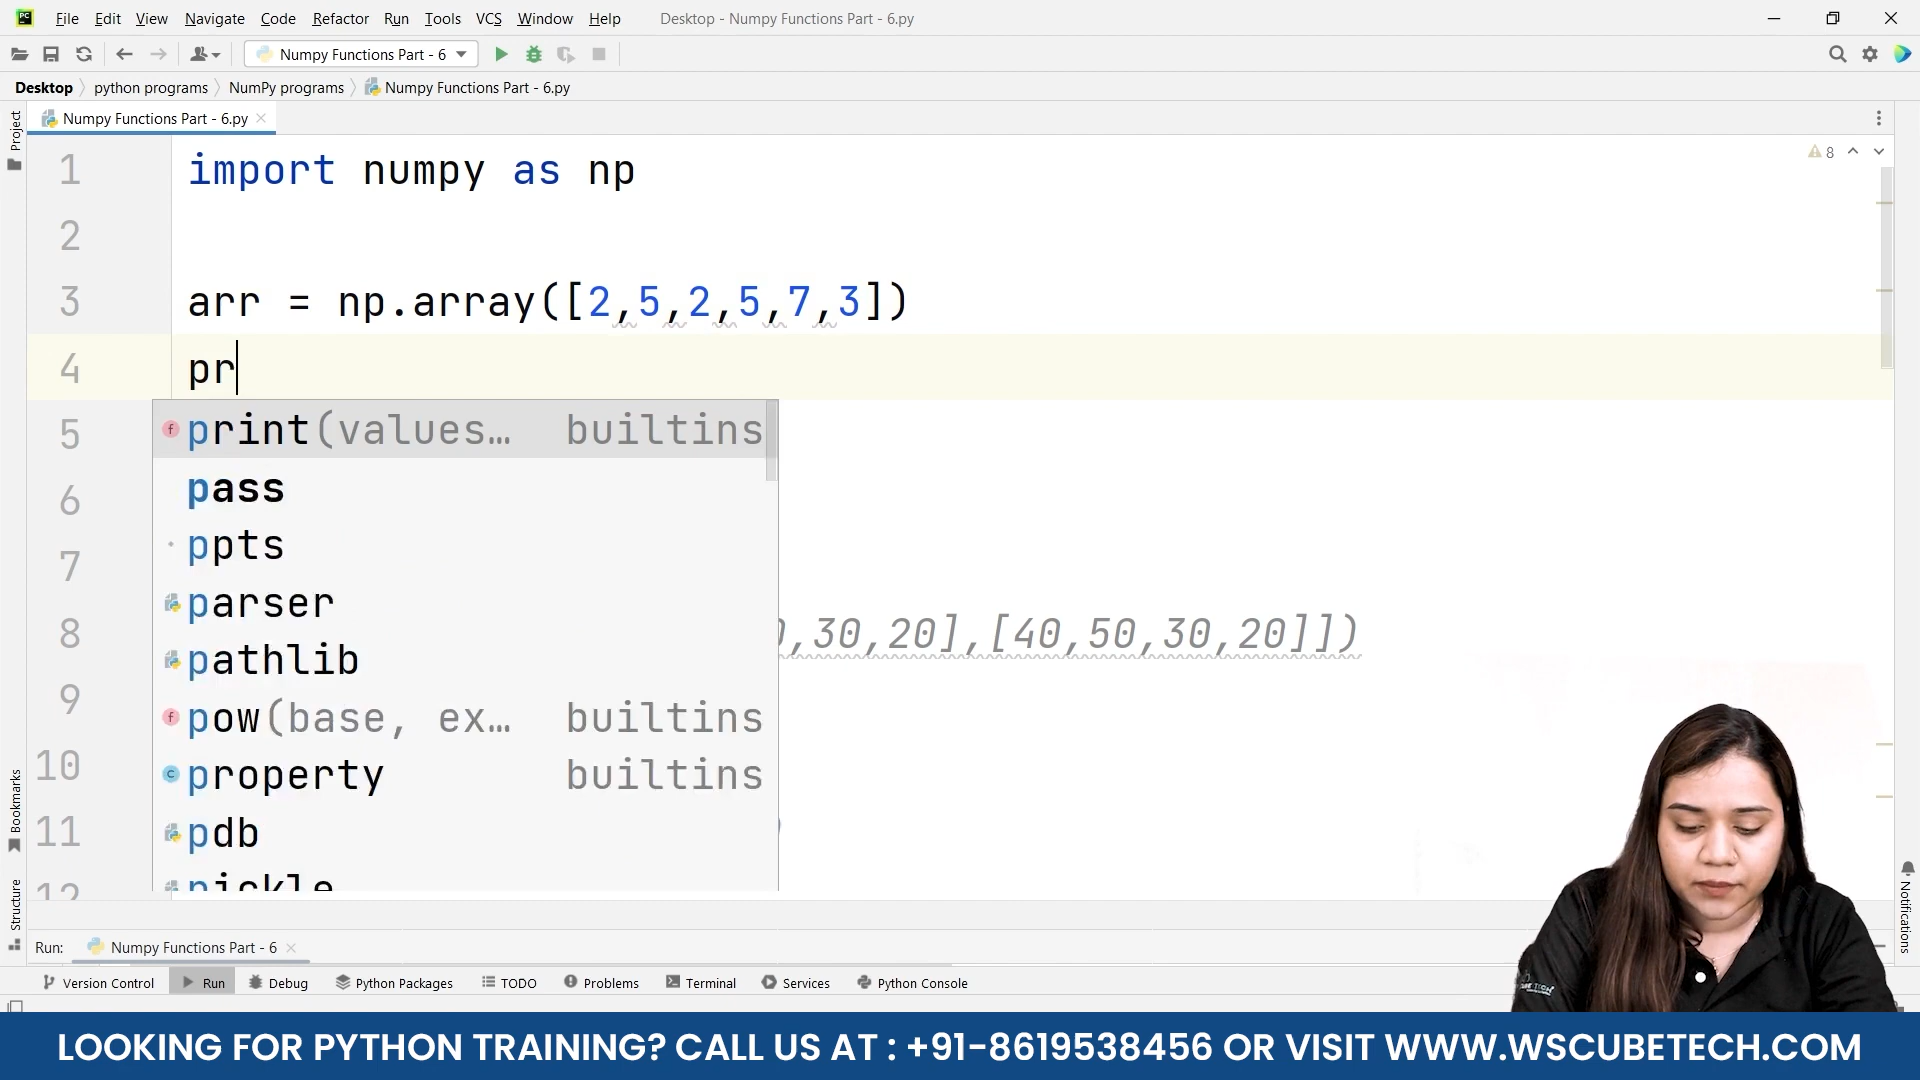 File Edit View Navigate Code Refactor Run Tools VCS Window Help Desktop - Numpy Functions Part - 6.py
Numpy Functions Part - 6
Desktop python programs NumPy programs Numpy Functions Part - 6.py
Project
Numpy Functions Part - 6.py
8
1 import numpy as np
2
3 arr = np.array([2,5,2,5,7,3])
4 pr
5 print(values… builtins
6 pass
ppts
7
parser
8 ,30,20],[40,50,30,20]])
pathlib
9
pow(base, ex… builtins
10 property builtins
11 pdb
12 pickle
Bookmarks
Structure
Notifications
Run: Numpy Functions Part - 6
Version Control Run Debug Python Packages TODO Problems Terminal Services Python Console
LOOKING FOR PYTHON TRAINING? CALL US AT : +91-8619538456 OR VISIT WWW.WSCUBETECH.COM